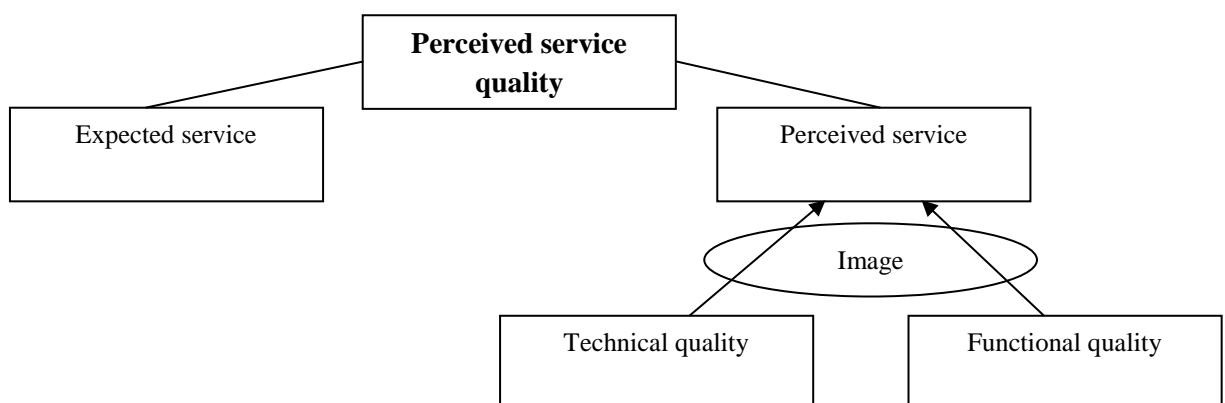 Perceived service
quality
Expected service
Perceived service
Image
Technical quality
Functional quality